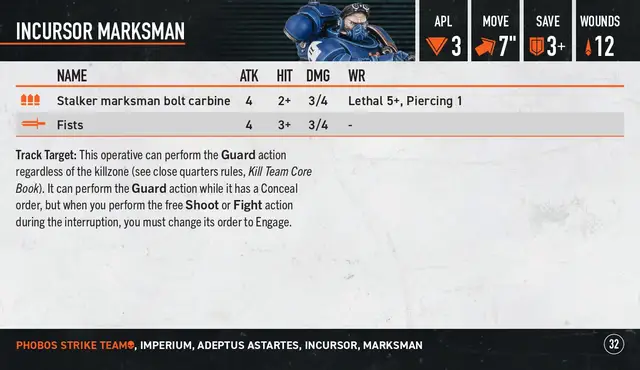 INCURSOR MARKSMAN
APL 3
MOVE 7"
SAVE 3+
WOUNDS 12
NAME ATK HIT DMG WR
Stalker marksman bolt carbine 4 2+ 3/4 Lethal 5+, Piercing 1
Fists 4 3+ 3/4 -
Track Target: This operative can perform the Guard action
regardless of the killzone (see close quarters rules, Kill Team Core
Book). It can perform the Guard action while it has a Conceal
order, but when you perform the free Shoot or Fight action
during the interruption, you must change its order to Engage.
PHOBOS STRIKE TEAM, IMPERIUM, ADEPTUS ASTARTES, INCURSOR, MARKSMAN
32